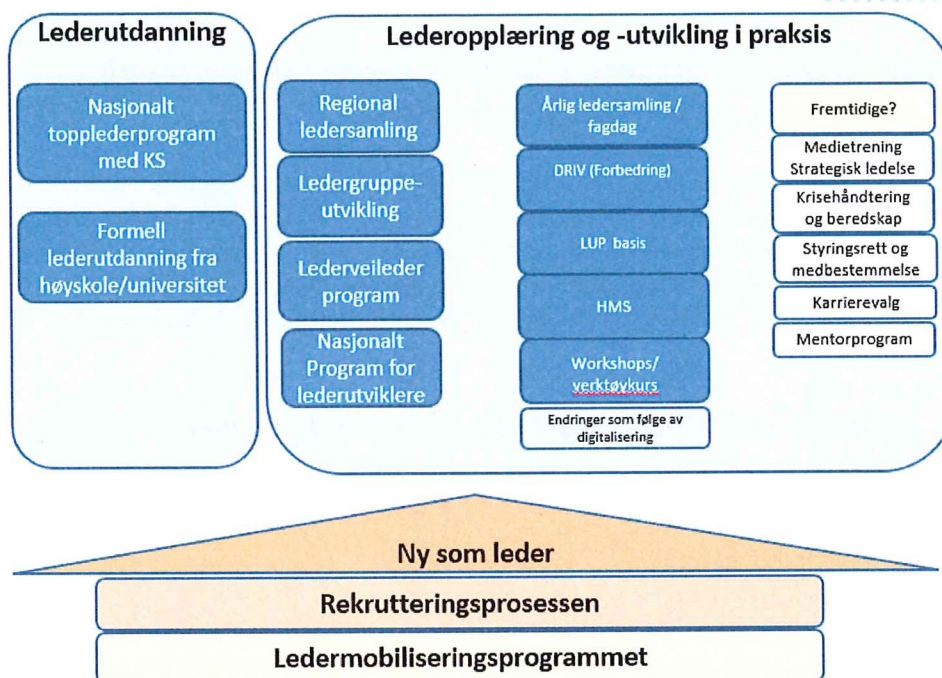 Lederutdanning
Nasjonalt
topplederprogram
med KS
Formell
lederutdanning fra
høyskole/universitet
Lederopplæring og -utvikling i praksis
Regional
ledersamling
Ledergruppe-
utvikling
Lederveileder
program
Nasjonalt
Program for
lederutviklere
Årlig ledersamling /
fagdag
DRIV (Forbedring)
LUP basis
HMS
Workshops/
verktøykurs
Endringer som følge av
digitalisering
Fremtidige?
Medietrening
Strategisk ledelse
Krisehåndtering
og beredskap
Styringsrett og
medbestemmelse
Karrierevalg
Mentorprogram
Ny som leder
Rekrutteringsprosessen
Ledermobiliseringsprogrammet